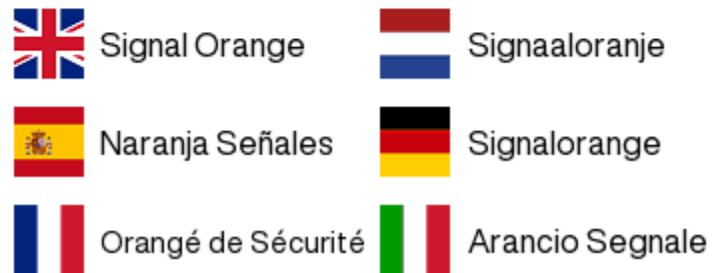 Signal Orange
Signaaloranje
Naranja Señales
Signalorange
Orangé de Sécurité
Arancio Segnale